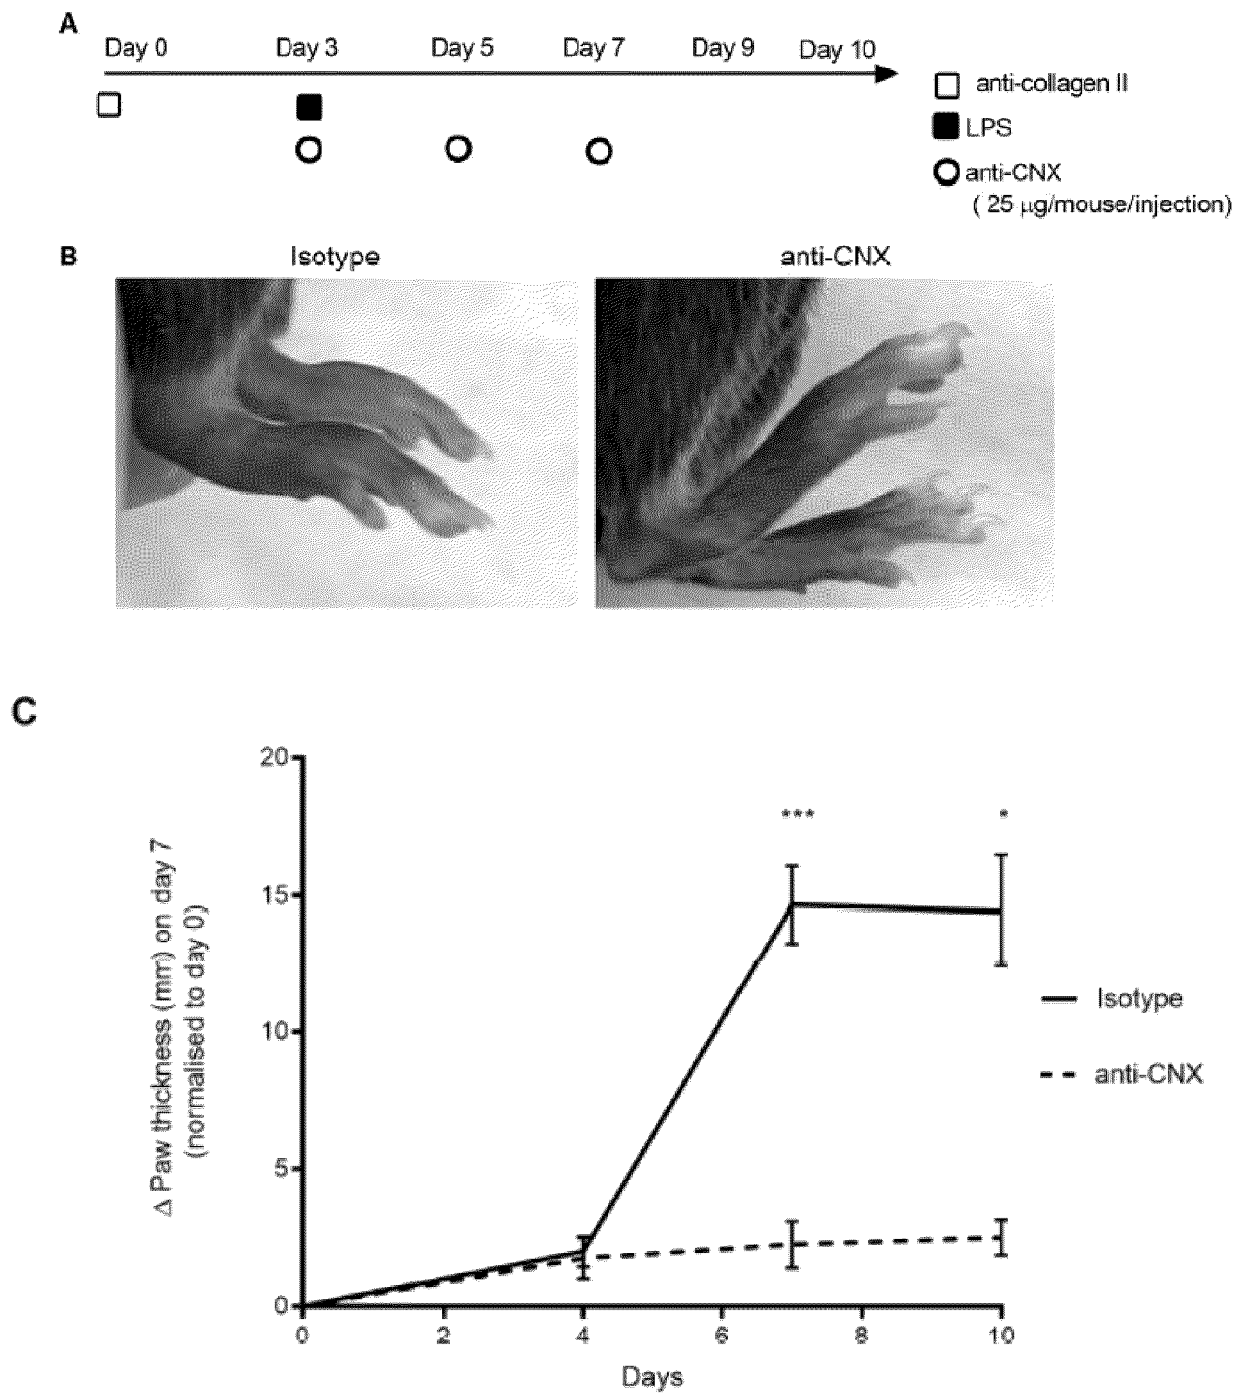 A
Day 0 Day 3 Day 5 Day 7 Day 9 Day 10
anti-collagen II
LPS
anti-CNX
( 25 µg/mouse/injection)
B
Isotype anti-CNX
C
Δ Paw thickness (mm) on day 7
(normalised to day 0)
20
15
10
5
0
*** *
Isotype
anti-CNX
0 2 4 6 8 10
Days